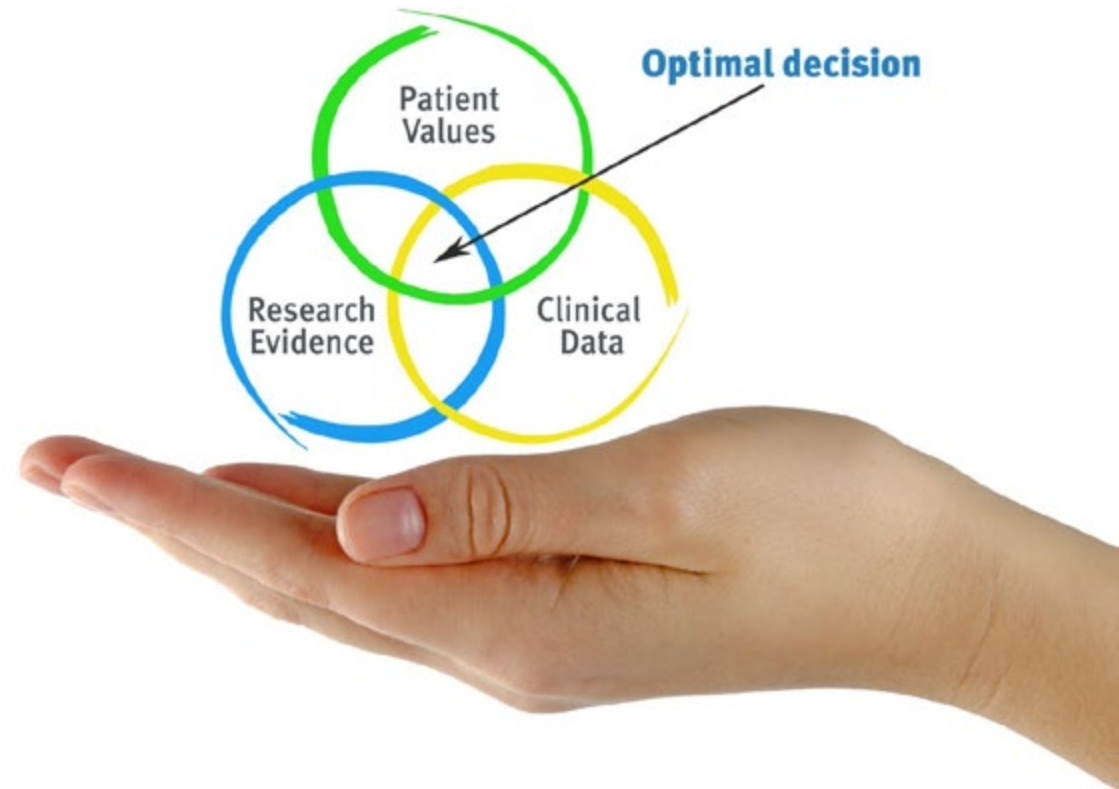 Optimal decision
Patient
Values
Research
Evidence
Clinical
Data